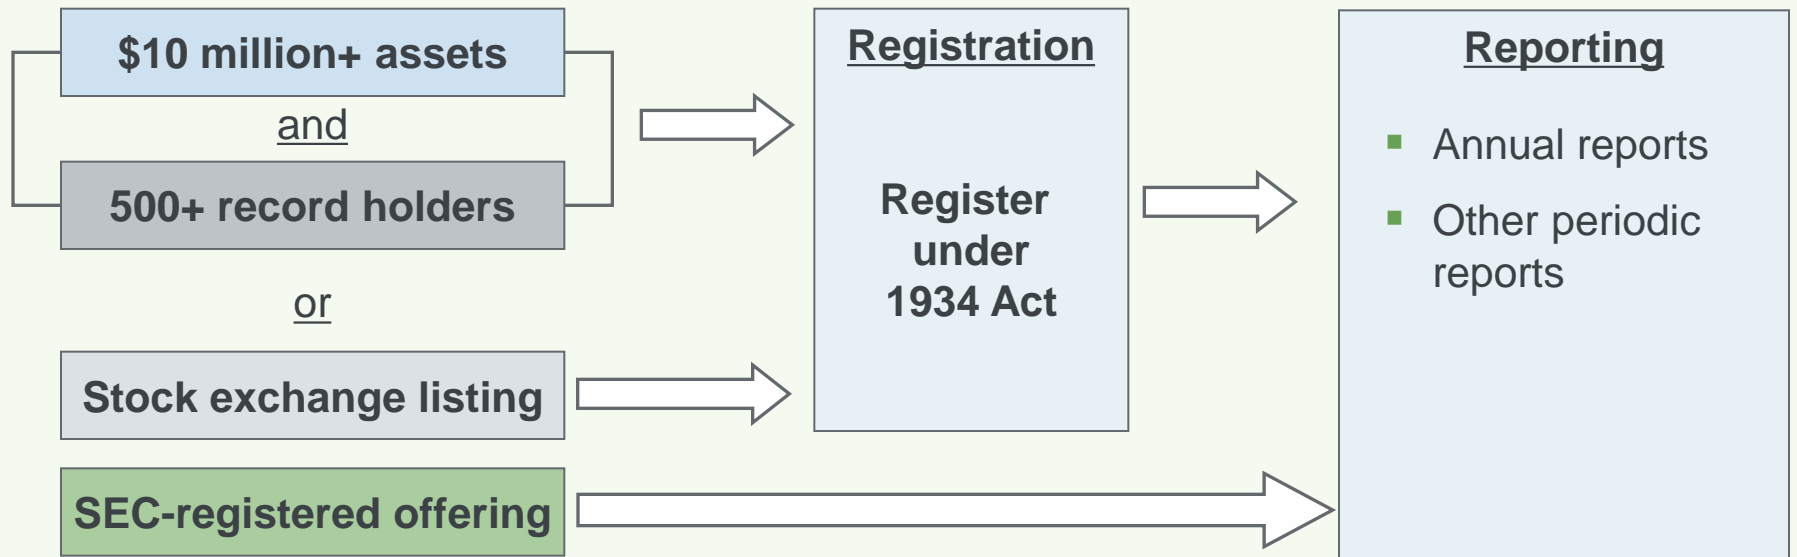 $10 million+ assets
and
500+ record holders
or
Stock exchange listing
SEC-registered offering
Registration
Register
under
1934 Act
Reporting
▪ Annual reports
▪ Other periodic
reports